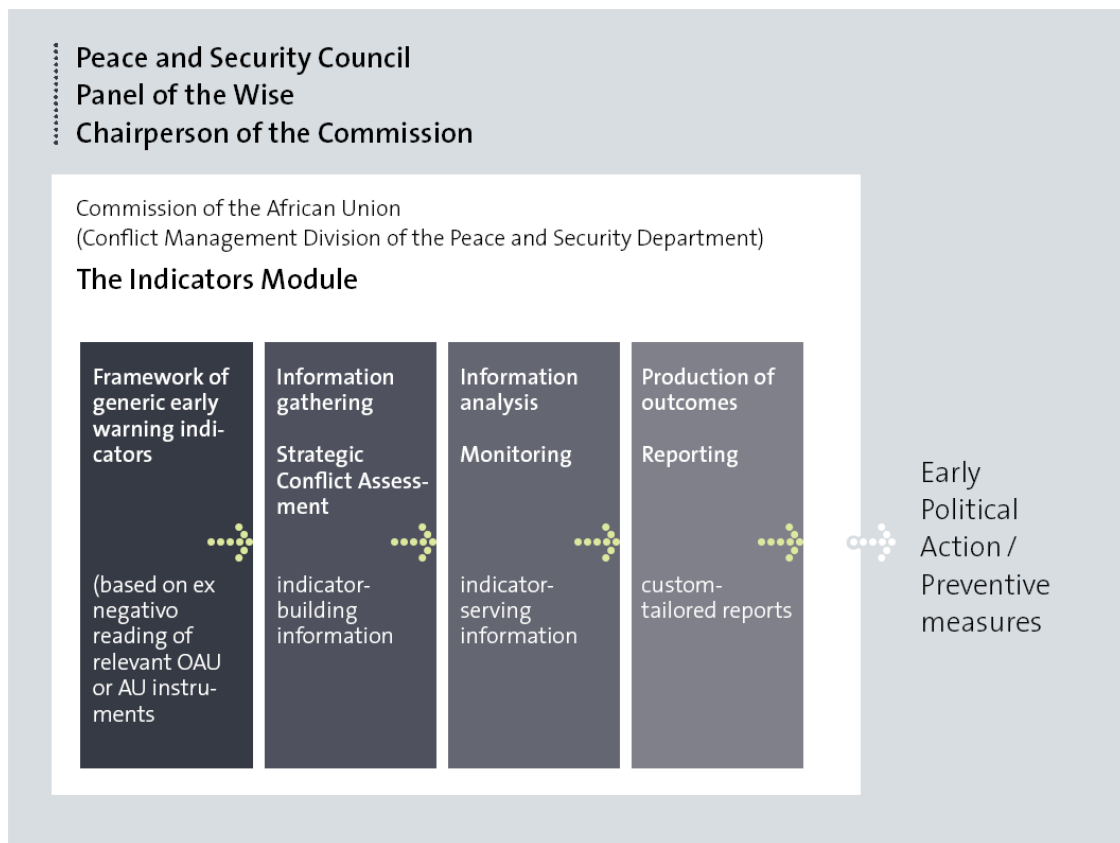 Peace and Security Council
Panel of the Wise
Chairperson of the Commission
Commission of the African Union
(Conflict Management Division of the Peace and Security Department)
The Indicators Module
Framework of
generic early
warning indi-
cators
(based on ex
negativo
reading of
relevant OAU
or AU instru-
ments
Information
gathering
Strategic
Conflict Assess-
ment
indicator-
building
information
Information
analysis
Monitoring
indicator-
serving
information
Production of
outcomes
Reporting
custom-
tailored reports
Early
Political
Action /
Preventive
measures